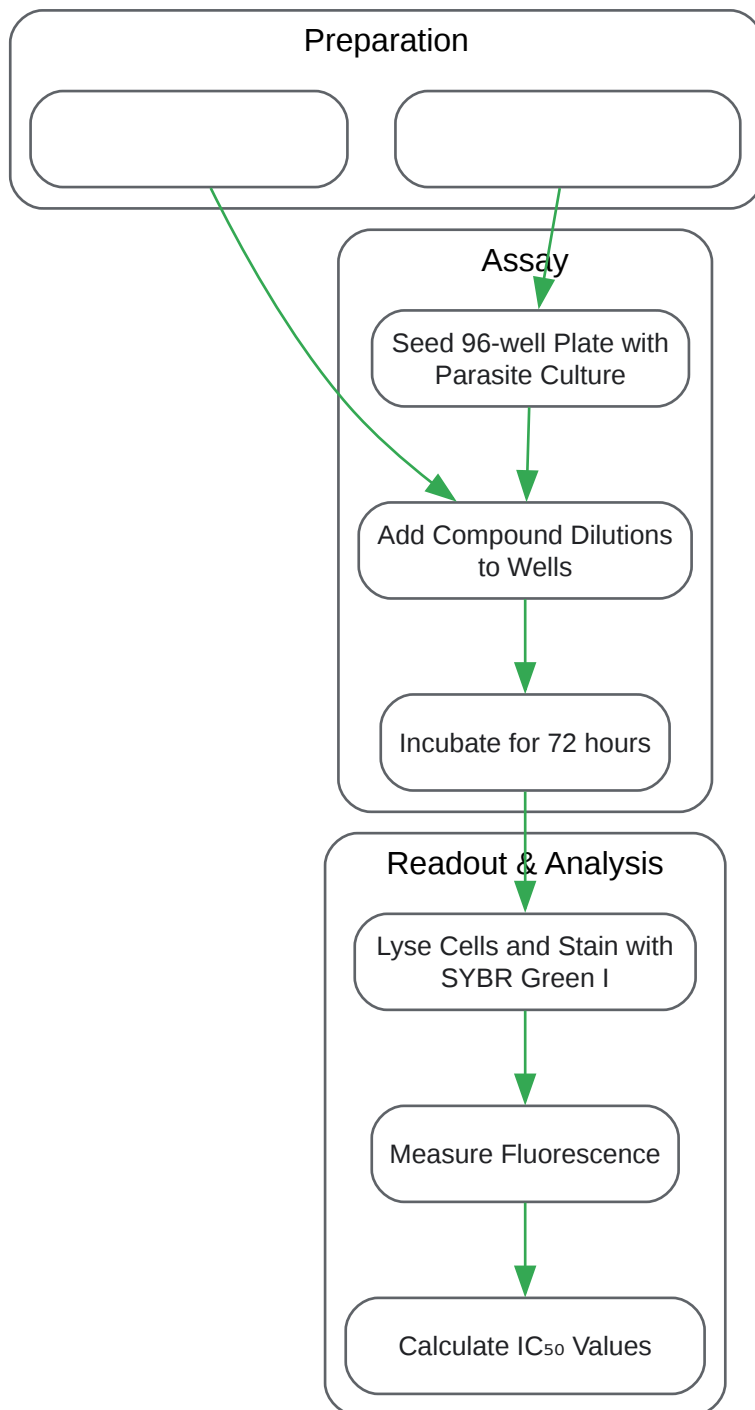 Preparation
Assay
Seed 96-well Plate with
Parasite Culture
Add Compound Dilutions
to Wells
Incubate for 72 hours
Readout & Analysis
Lyse Cells and Stain with
SYBR Green I
Measure Fluorescence
Calculate IC₅₀ Values